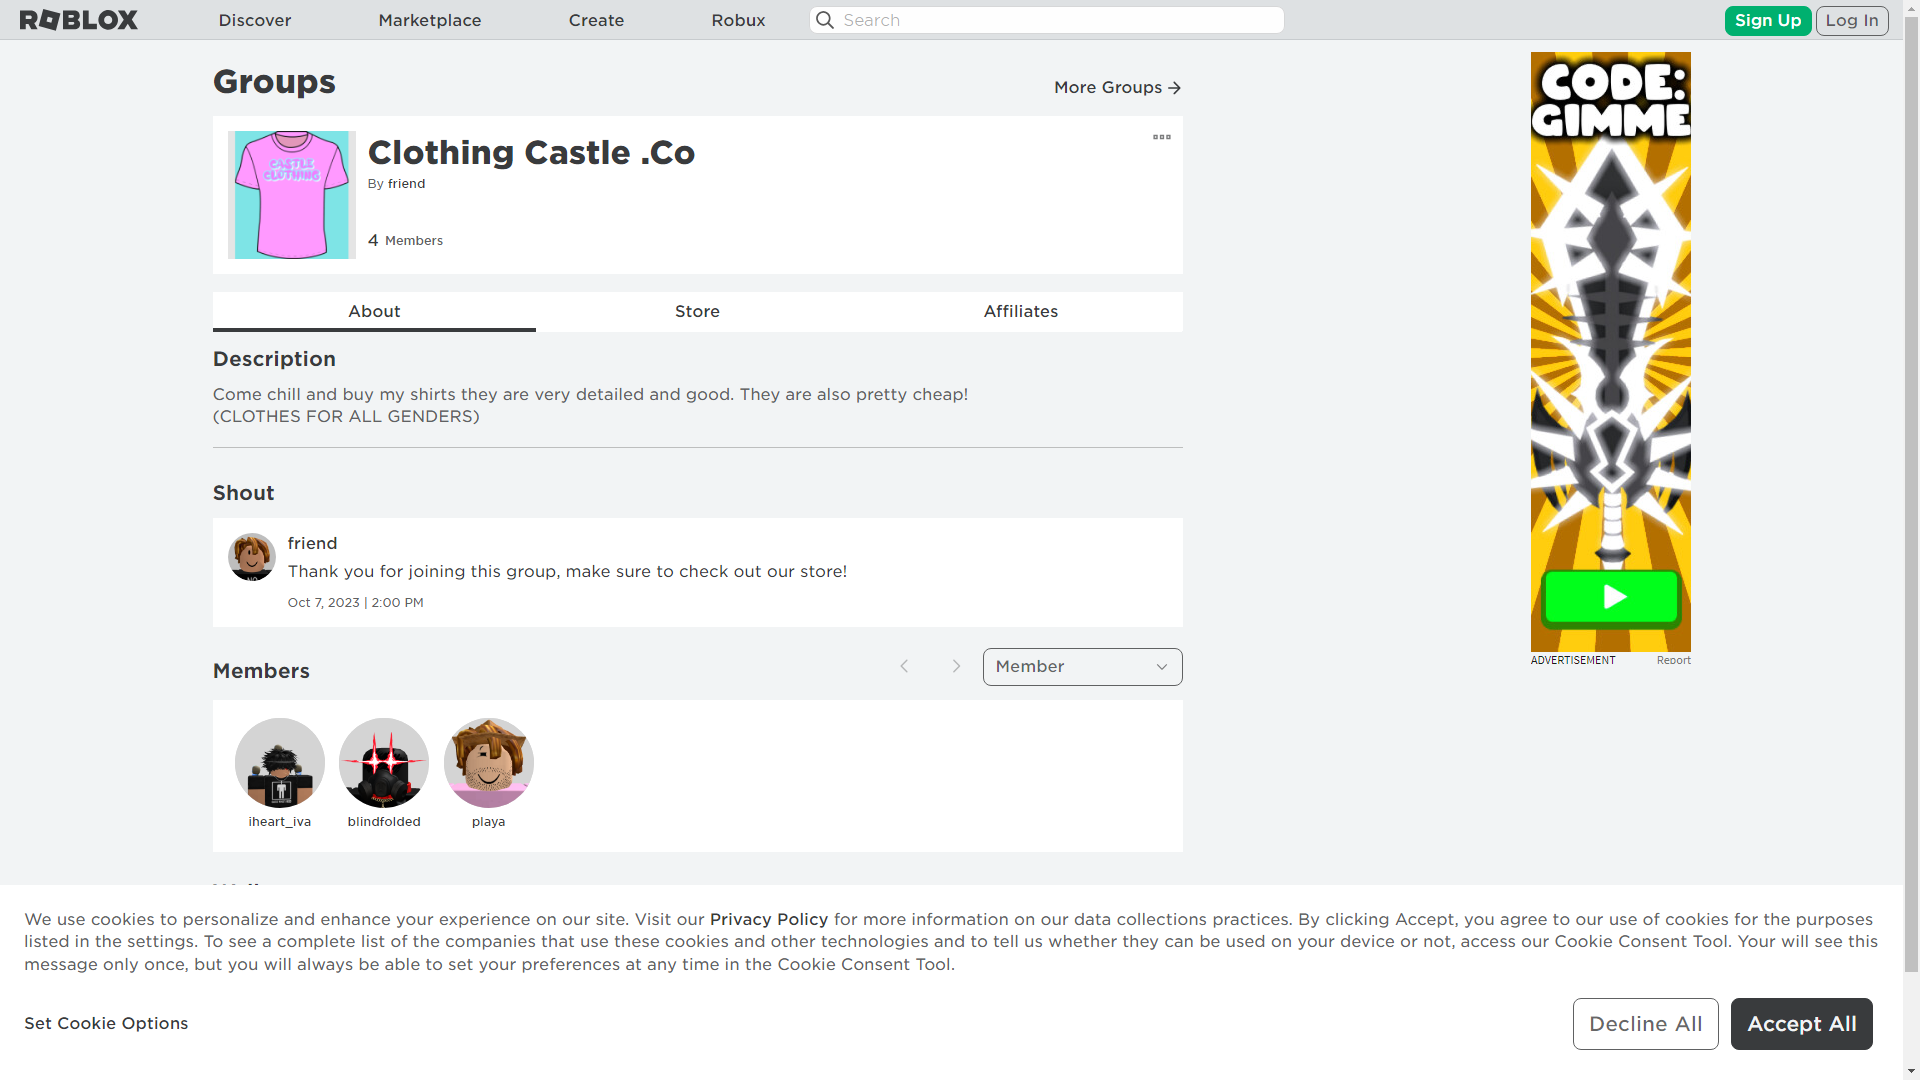 ROBLOX
Discover
Marketplace
Create
Robux
Search
Sign Up
Log In
Groups
More Groups
CASTLE
CLOTHING
Clothing Castle .Co
By friend
4 Members
About
Store
Affiliates
Description
Come chill and buy my shirts they are very detailed and good. They are also pretty cheap!
(CLOTHES FOR ALL GENDERS)
Shout
friend
Thank you for joining this group, make sure to check out our store!
Oct 7, 2023 | 2:00 PM
Members
Member
iheart_iva
blindfolded
playa
CODE:
GIMME
ADVERTISEMENT
Report
We use cookies to personalize and enhance your experience on our site. Visit our Privacy Policy for more information on our data collections practices. By clicking Accept, you agree to our use of cookies for the purposes
listed in the settings. To see a complete list of the companies that use these cookies and other technologies and to tell us whether they can be used on your device or not, access our Cookie Consent Tool. Your will see this
message only once, but you will always be able to set your preferences at any time in the Cookie Consent Tool.
Set Cookie Options
Decline All
Accept All